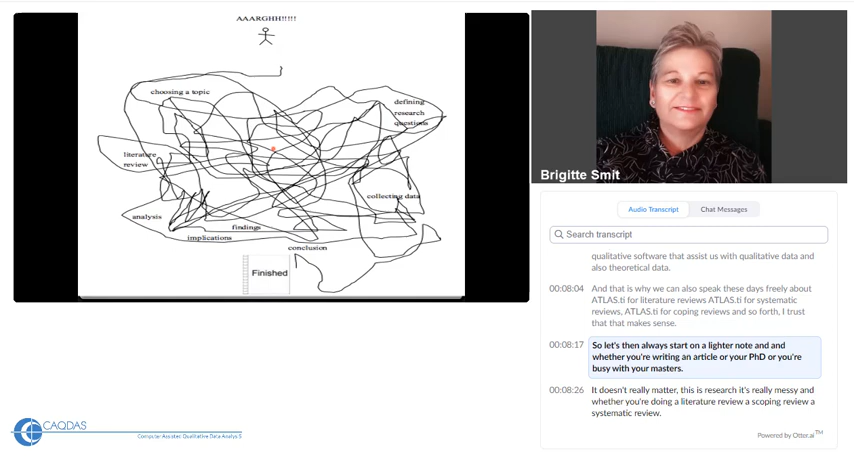 AAARGHH!!!!!
choosing a topic
defining
research
questions
literature
review
collecting data
analysis
findings
implications
conclusion
Finished
Brigitte Smit
Audio Transcript
Chat Messages
Search transcript
qualitative software that assist us with qualitative data and
also theoretical data.
00:08:04
And that is why we can also speak these days freely about
ATLAS.ti for literature reviews ATLAS.ti for systematic
reviews, ATLAS.ti for coping reviews and so forth, I trust
that that makes sense.
00:08:17
So let's then always start on a lighter note and and
whether you're writing an article or your PhD or you're
busy with your masters.
00:08:26
It doesn't really matter, this is research it's really messy and
whether you're doing a literature review a scoping review a
systematic review.
Powered by Otter.ai™
CAQDAS
Computer Assisted Qualitative Data Analysis